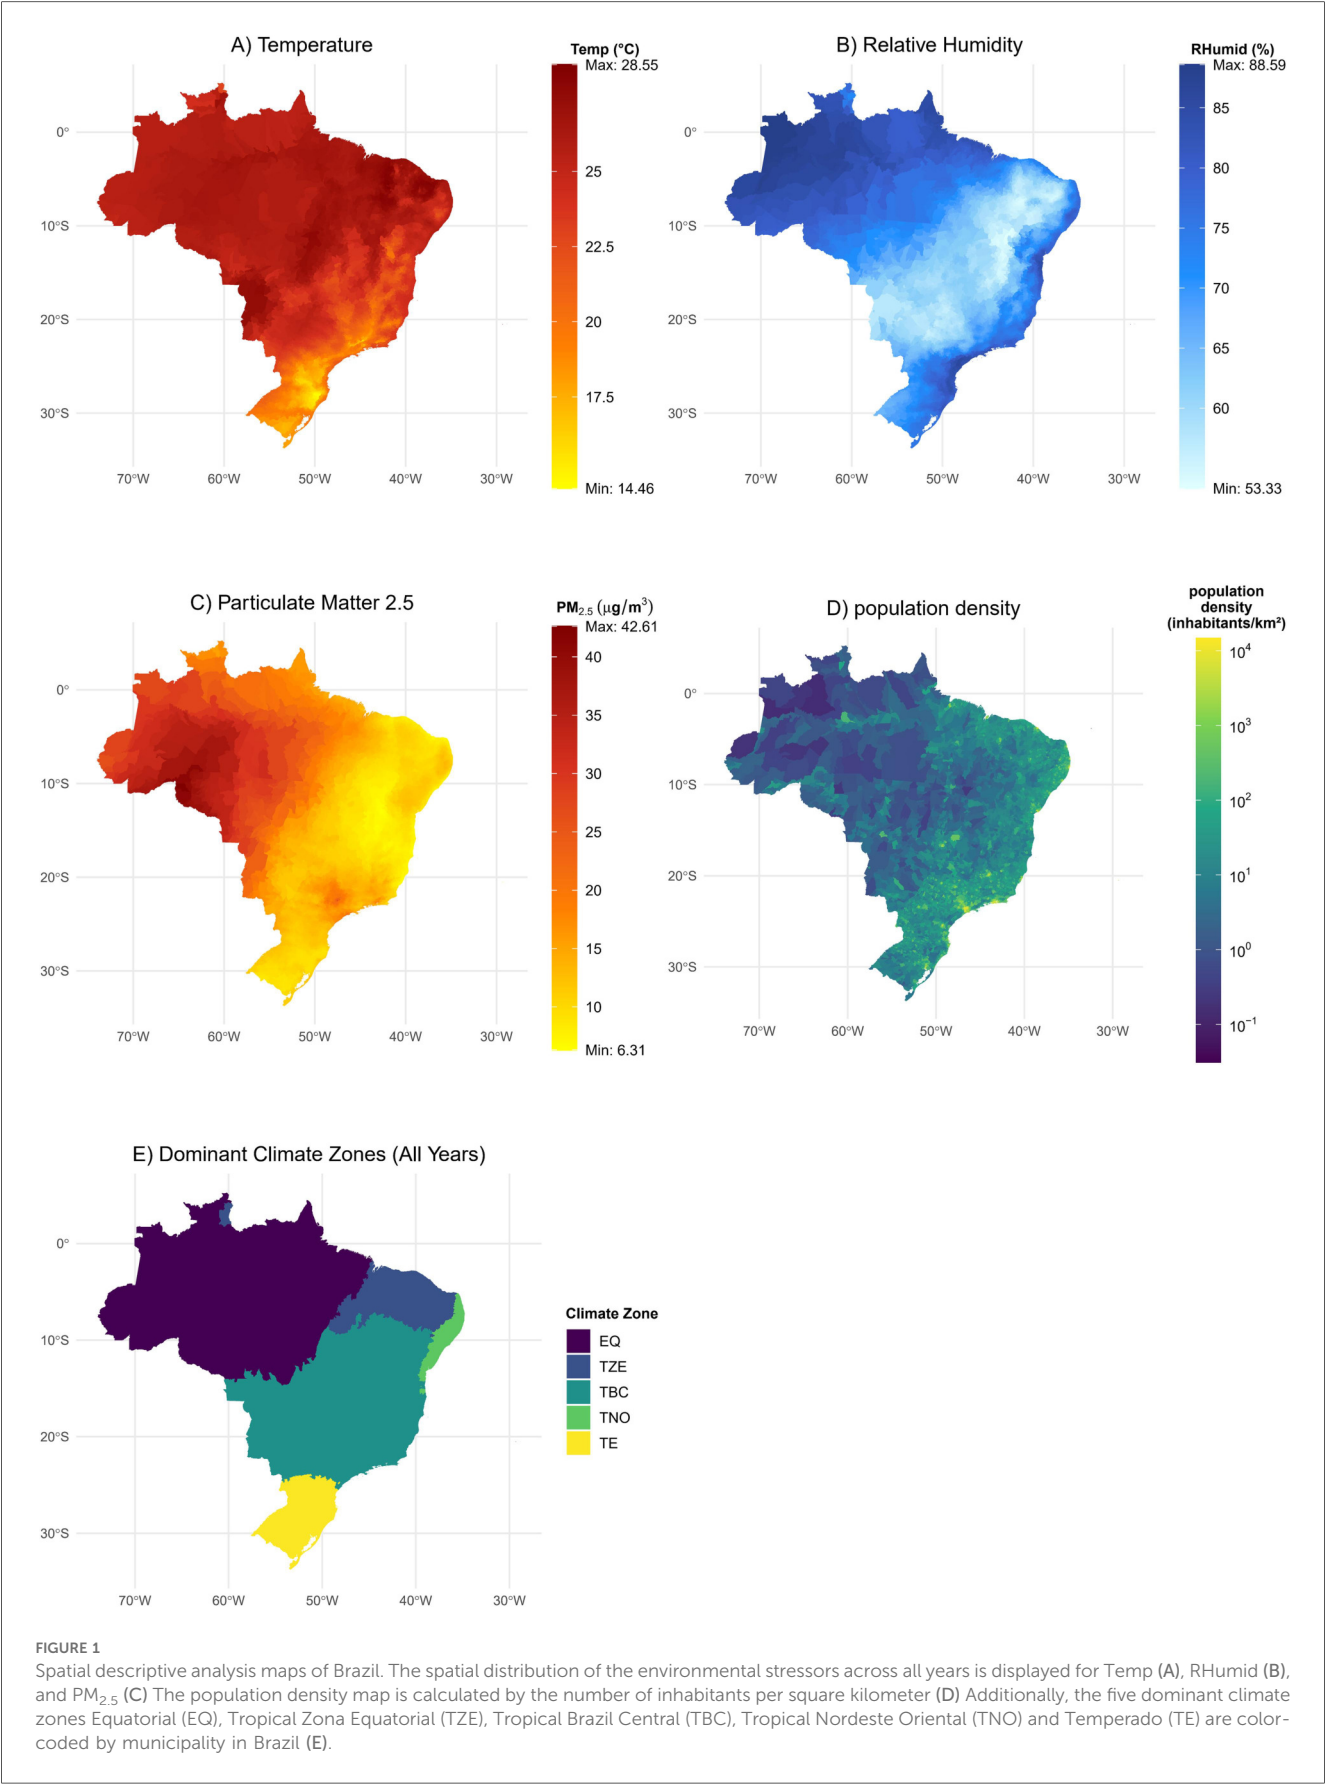 A) Temperature
Temp (°C)
Max: 28.55
25
22.5
20
17.5
Min: 14.46
0°
10°S
20°S
30°S
70°W 60°W 50°W 40°W 30°W
B) Relative Humidity
RHumid (%)
Max: 88.59
85
80
75
70
65
60
Min: 53.33
0°
10°S
20°S
30°S
70°W 60°W 50°W 40°W 30°W
C) Particulate Matter 2.5
PM2.5 (μg/m³)
Max: 42.61
40
35
30
25
20
15
10
Min: 6.31
0°
10°S
20°S
30°S
70°W 60°W 50°W 40°W 30°W
D) population density
population
density
(inhabitants/km²)
10⁴
10³
10²
10¹
10⁰
10⁻¹
0°
10°S
20°S
30°S
70°W 60°W 50°W 40°W 30°W
E) Dominant Climate Zones (All Years)
0°
10°S
20°S
30°S
70°W 60°W 50°W 40°W 30°W
Climate Zone
EQ
TZE
TBC
TNO
TE
FIGURE 1
Spatial descriptive analysis maps of Brazil. The spatial distribution of the environmental stressors across all years is displayed for Temp (A), RHumid (B),
and PM2.5 (C) The population density map is calculated by the number of inhabitants per square kilometer (D) Additionally, the five dominant climate
zones Equatorial (EQ), Tropical Zona Equatorial (TZE), Tropical Brazil Central (TBC), Tropical Nordeste Oriental (TNO) and Temperado (TE) are color-
coded by municipality in Brazil (E).